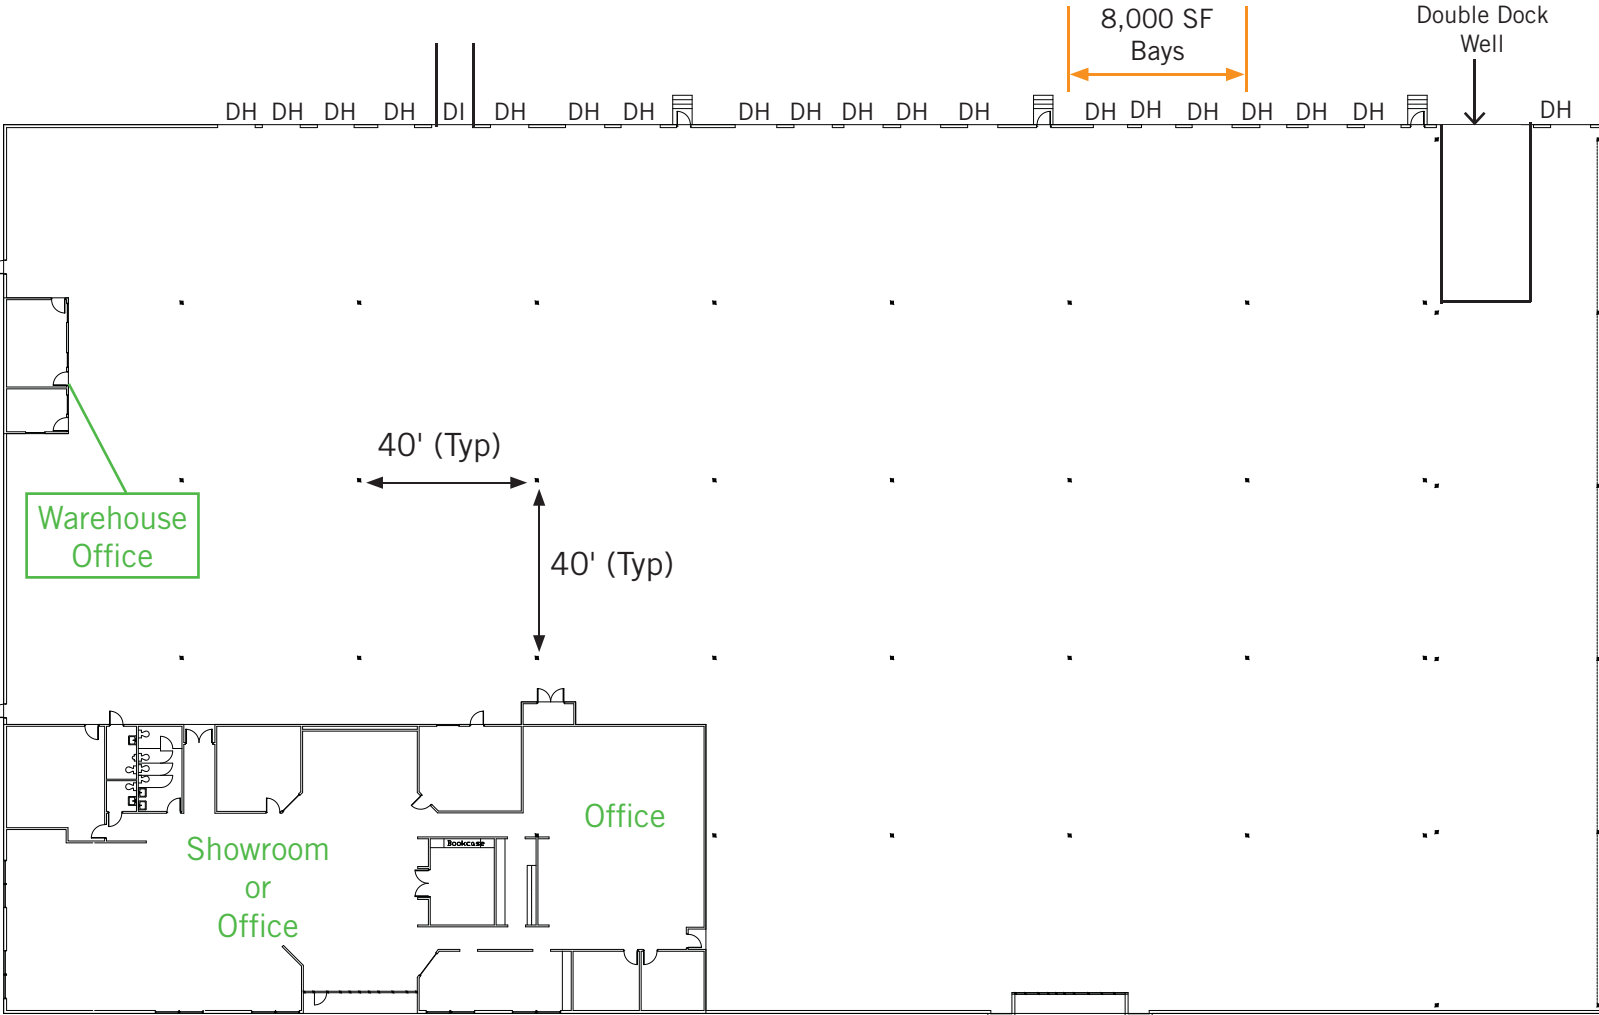 8,000 SF
Bays
Double Dock
Well
DH DH DH DH DI DH DH DH DH DH DH DH DH DH DH DH DH DH DH DH
40' (Typ)
Warehouse
Office
40' (Typ)
Office
Bookcase
Showroom
or
Office